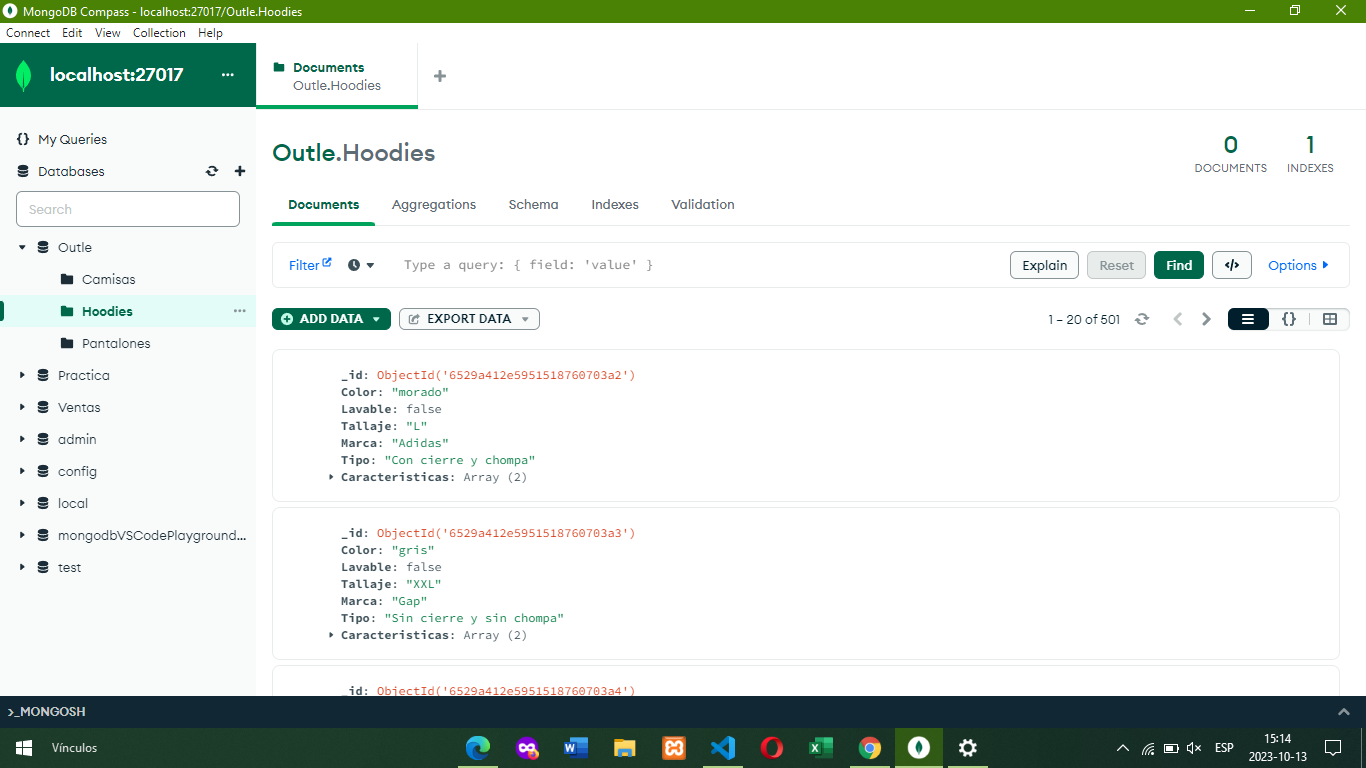 MongoDB Compass - localhost:27017/Outle.Hoodies
Connect Edit View Collection Help
localhost:27017 ...
Documents
Outle.Hoodies
{} My Queries
Databases
Search
Outle
Camisas
Hoodies ...
Pantalones
Practica
Ventas
admin
config
local
mongodbVSCodePlayground...
test
Outle.Hoodies
0
DOCUMENTS
1
INDEXES
Documents Aggregations Schema Indexes Validation
Filter Type a query: { field: 'value' } Explain Reset Find </> Options
ADD DATA EXPORT DATA 1 – 20 of 501 {}
_id: ObjectId('6529a412e5951518760703a2')
Color: "morado"
Lavable: false
Tallaje: "L"
Marca: "Adidas"
Tipo: "Con cierre y chompa"
Caracteristicas: Array (2)
_id: ObjectId('6529a412e5951518760703a3')
Color: "gris"
Lavable: false
Tallaje: "XXL"
Marca: "Gap"
Tipo: "Sin cierre y sin chompa"
Caracteristicas: Array (2)
_id: ObjectId('6529a412e5951518760703a4')
>_MONGOSH
Vínculos
ESP
15:14
2023-10-13